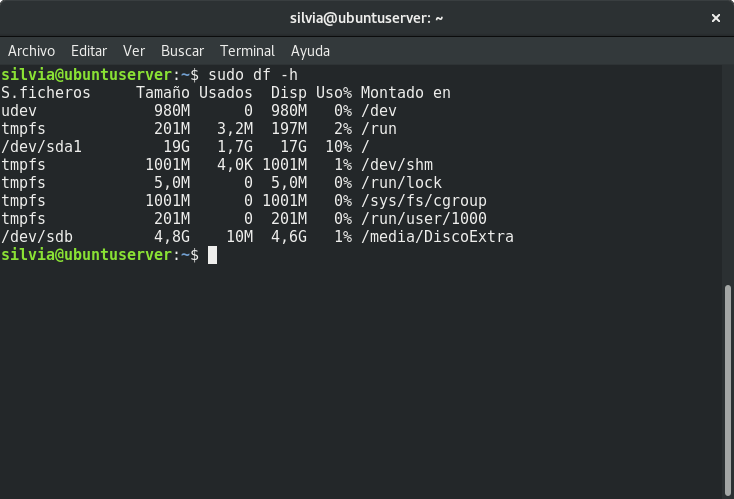 silvia@ubuntuserver: ~
Archivo Editar Ver Buscar Terminal Ayuda
silvia@ubuntuserver:~$ sudo df -h
S.ficheros     Tamaño Usados  Disp Uso% Montado en
udev             980M      0  980M   0% /dev
tmpfs            201M   3,2M  197M   2% /run
/dev/sda1         19G   1,7G   17G  10% /
tmpfs           1001M   4,0K 1001M   1% /dev/shm
tmpfs            5,0M      0  5,0M   0% /run/lock
tmpfs           1001M      0 1001M   0% /sys/fs/cgroup
tmpfs            201M      0  201M   0% /run/user/1000
/dev/sdb         4,8G    10M  4,6G   1% /media/DiscoExtra
silvia@ubuntuserver:~$